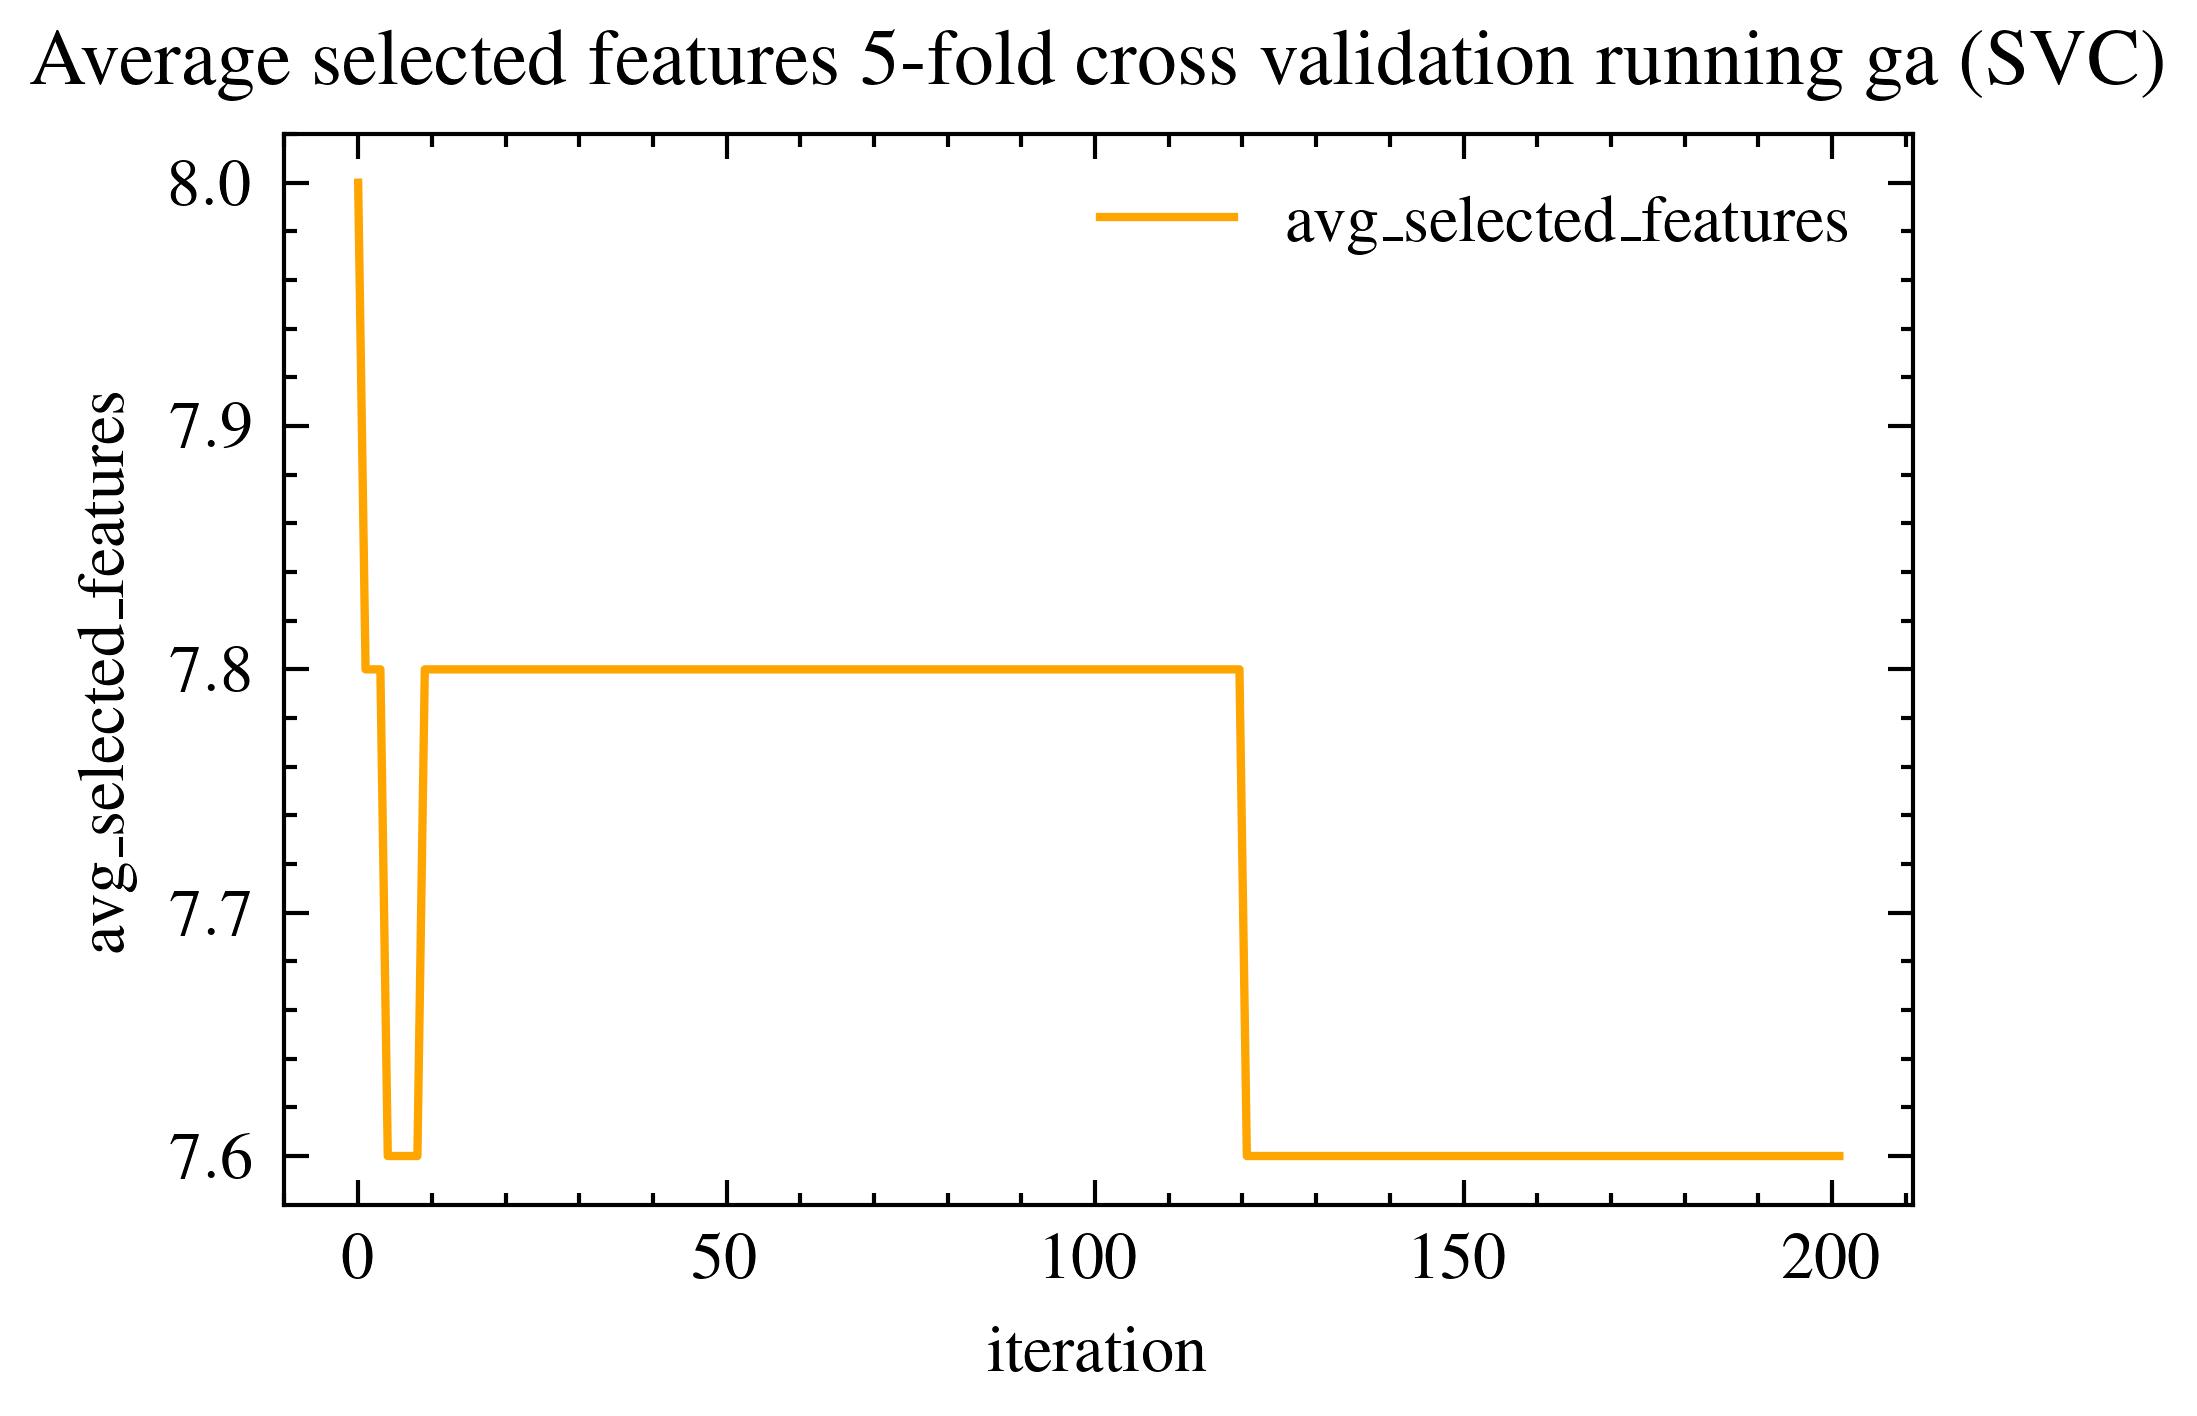 Average selected features 5-fold cross validation running ga (SVC)
avg_selected_features
8.0
7.9
7.8
7.7
7.6
avg_selected_features
0 50 100 150 200
iteration